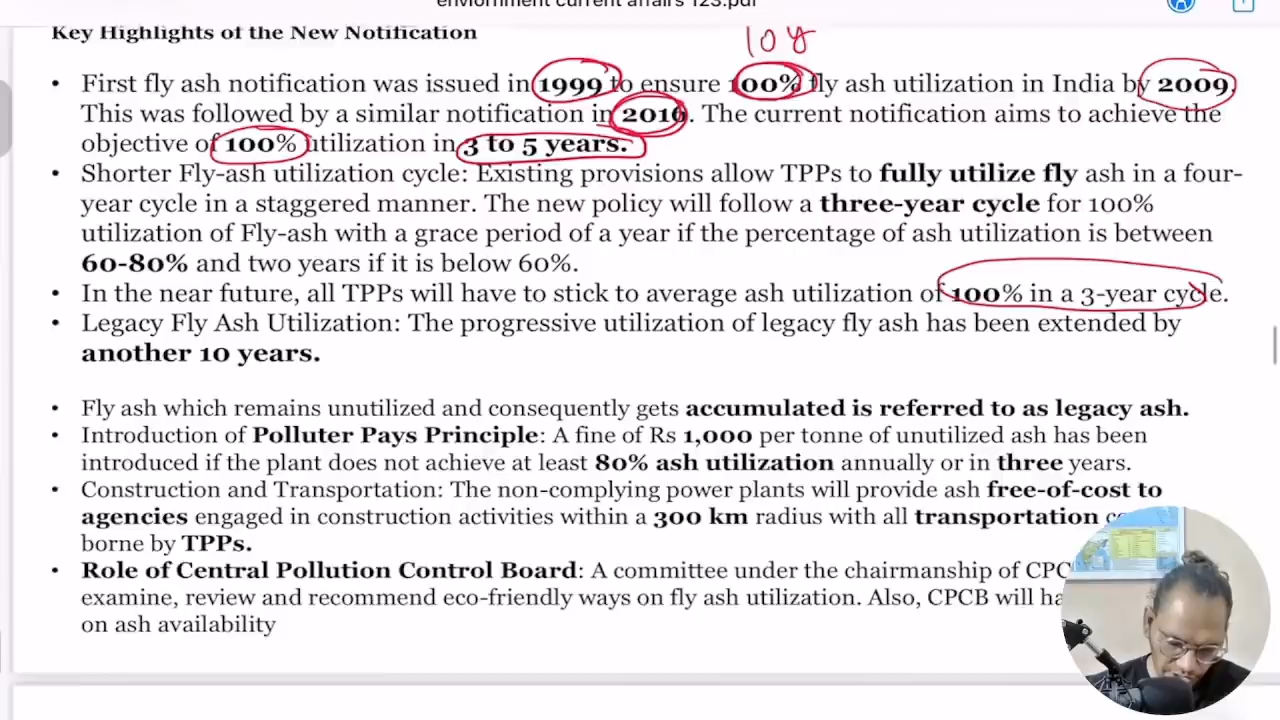 enviornment current affairs 123.pdf
Key Highlights of the New Notification
10 y
• First fly ash notification was issued in 1999 to ensure 100% fly ash utilization in India by 2009.
This was followed by a similar notification in 2016. The current notification aims to achieve the
objective of 100% utilization in 3 to 5 years.
• Shorter Fly-ash utilization cycle: Existing provisions allow TPPs to fully utilize fly ash in a four-
year cycle in a staggered manner. The new policy will follow a three-year cycle for 100%
utilization of Fly-ash with a grace period of a year if the percentage of ash utilization is between
60-80% and two years if it is below 60%.
• In the near future, all TPPs will have to stick to average ash utilization of 100% in a 3-year cycle.
• Legacy Fly Ash Utilization: The progressive utilization of legacy fly ash has been extended by
another 10 years.
• Fly ash which remains unutilized and consequently gets accumulated is referred to as legacy ash.
• Introduction of Polluter Pays Principle: A fine of Rs 1,000 per tonne of unutilized ash has been
introduced if the plant does not achieve at least 80% ash utilization annually or in three years.
• Construction and Transportation: The non-complying power plants will provide ash free-of-cost to
agencies engaged in construction activities within a 300 km radius with all transportation
borne by TPPs.
• Role of Central Pollution Control Board: A committee under the chairmanship of
examine, review and recommend eco-friendly ways on fly ash utilization. Also, CPCB will
on ash availability